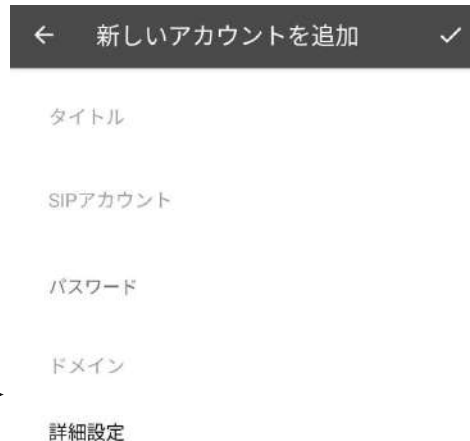 新しいアカウントを追加
タイトル
SIPアカウント
パスワード
ドメイン
詳細設定